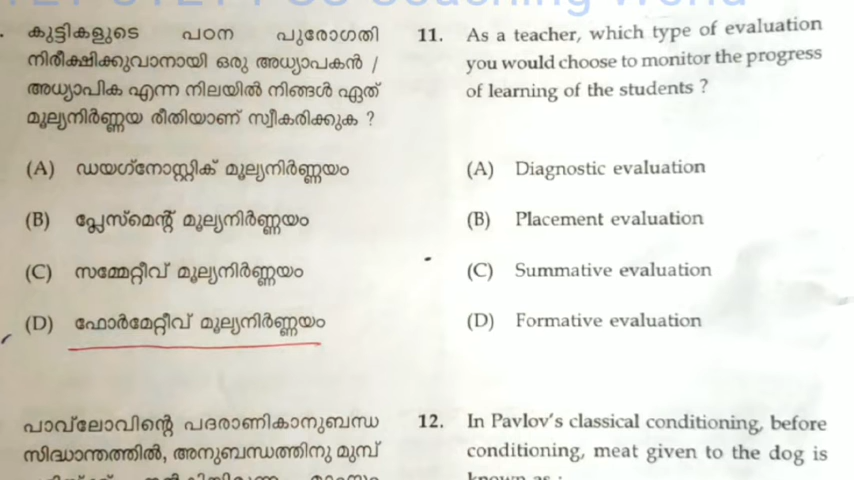 Coaching World
കുട്ടികളുടെ പഠന പുരോഗതി
നിരീക്ഷിക്കുവാനായി ഒരു അധ്യാപകൻ /
അധ്യാപിക എന്ന നിലയിൽ നിങ്ങൾ ഏത്
മൂല്യനിർണ്ണയ രീതിയാണ് സ്വീകരിക്കുക ?
(A) ഡയഗ്നോസ്റ്റിക് മൂല്യനിർണ്ണയം
(B) പ്ലേസ്മെന്റ് മൂല്യനിർണ്ണയം
(C) സമ്മേറ്റീവ് മൂല്യനിർണ്ണയം
(D) ഫോർമേറ്റീവ് മൂല്യനിർണ്ണയം
11. As a teacher, which type of evaluation
you would choose to monitor the progress
of learning of the students ?
(A) Diagnostic evaluation
(B) Placement evaluation
(C) Summative evaluation
(D) Formative evaluation
പാവ്‌ലോവിന്റെ പദരാണികാനുബന്ധ
സിദ്ധാന്തത്തിൽ, അനുബന്ധത്തിനു മുമ്പ്
12. In Pavlov's classical conditioning, before
conditioning, meat given to the dog is
known as :